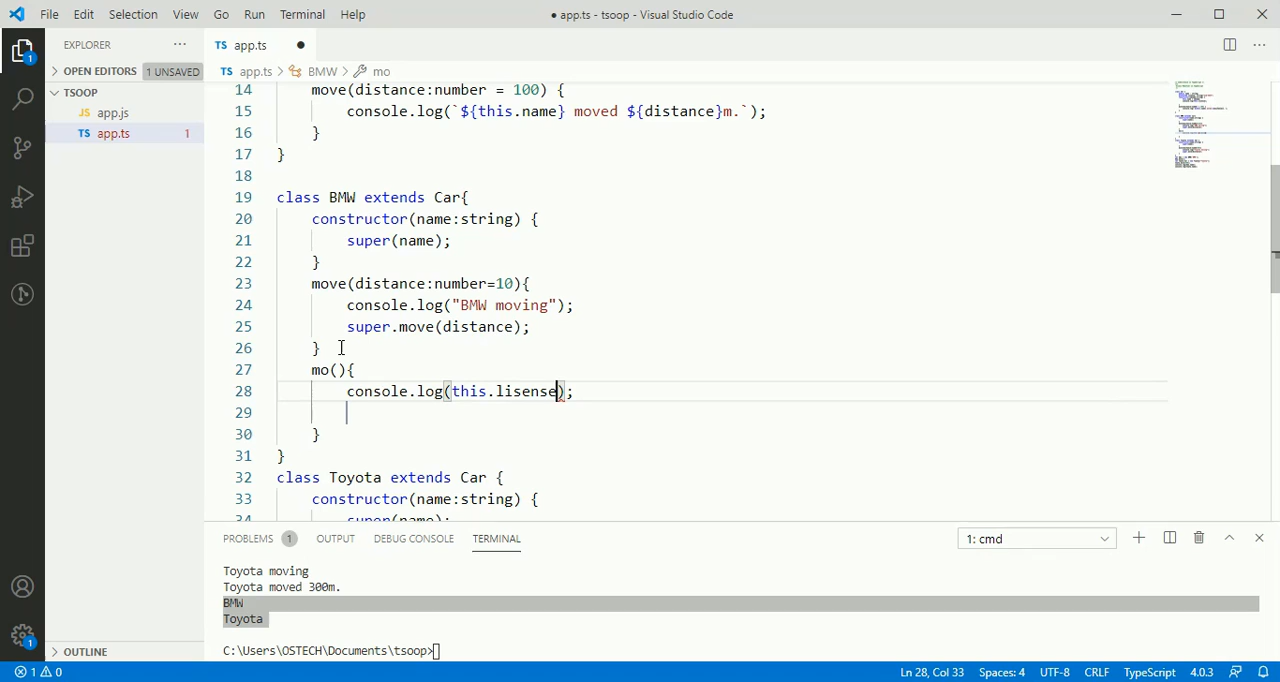 File Edit Selection View Go Run Terminal Help
● app.ts - tsoop - Visual Studio Code
EXPLORER
OPEN EDITORS 1 UNSAVED
TSOOP
JS app.js
TS app.ts 1
OUTLINE
TS app.ts ●
TS app.ts > BMW > mo
14 move(distance:number = 100) {
15 console.log(`${this.name} moved ${distance}m.`);
16 }
17 }
18
19 class BMW extends Car{
20 constructor(name:string) {
21 super(name);
22 }
23 move(distance:number=10){
24 console.log("BMW moving");
25 super.move(distance);
26 }
27 mo(){
28 console.log(this.lisense);
29
30 }
31 }
32 class Toyota extends Car {
33 constructor(name:string) {
34 super(name);
PROBLEMS 1 OUTPUT DEBUG CONSOLE TERMINAL 1: cmd
Toyota moving
Toyota moved 300m.
BMW
Toyota
C:\Users\OSTECH\Documents\tsoop>
1 0 Ln 28, Col 33 Spaces: 4 UTF-8 CRLF TypeScript 4.0.3